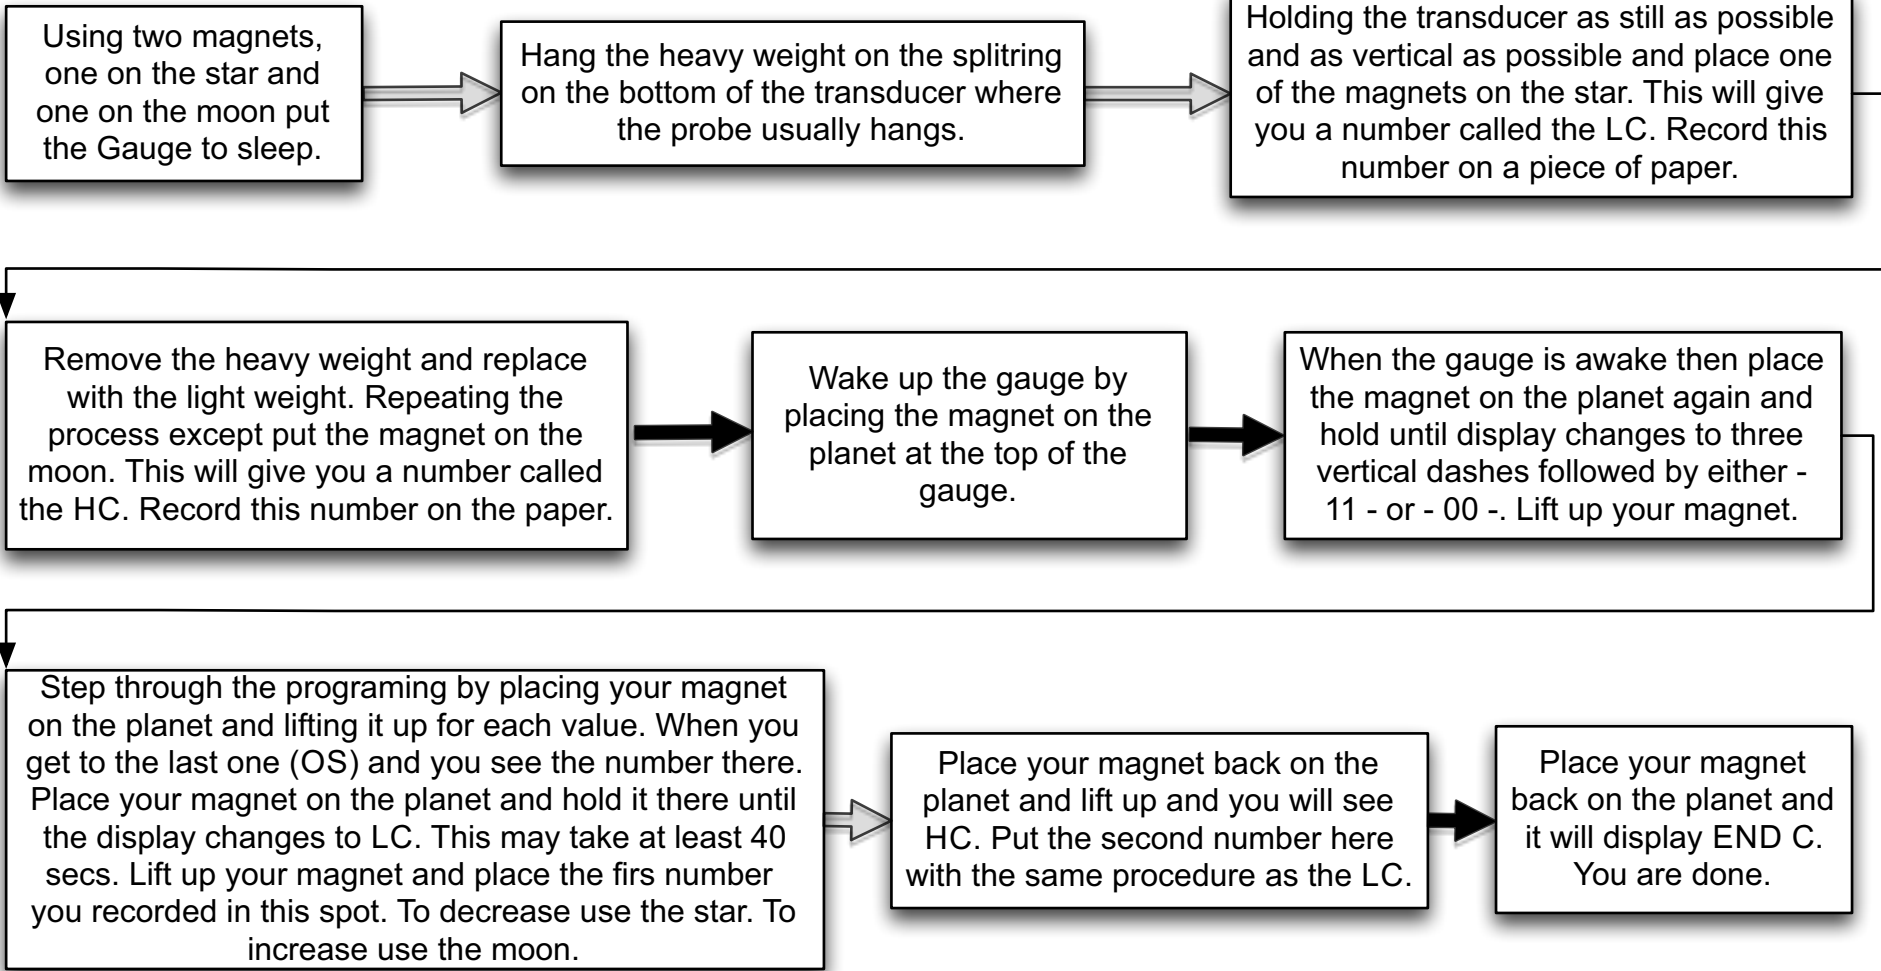 Using two magnets,
one on the star and
one on the moon put
the Gauge to sleep.
Hang the heavy weight on the splitring
on the bottom of the transducer where
the probe usually hangs.
Holding the transducer as still as possible
and as vertical as possible and place one
of the magnets on the star. This will give
you a number called the LC. Record this
number on a piece of paper.
Remove the heavy weight and replace
with the light weight. Repeating the
process except put the magnet on the
moon. This will give you a number called
the HC. Record this number on the paper.
Wake up the gauge by
placing the magnet on the
planet at the top of the
gauge.
When the gauge is awake then place
the magnet on the planet again and
hold until display changes to three
vertical dashes followed by either -
11 - or - 00 -. Lift up your magnet.
Step through the programing by placing your magnet
on the planet and lifting it up for each value. When you
get to the last one (OS) and you see the number there.
Place your magnet on the planet and hold it there until
the display changes to LC. This may take at least 40
secs. Lift up your magnet and place the firs number
you recorded in this spot. To decrease use the star. To
increase use the moon.
Place your magnet back on the
planet and lift up and you will see
HC. Put the second number here
with the same procedure as the LC.
Place your magnet
back on the planet and
it will display END C.
You are done.